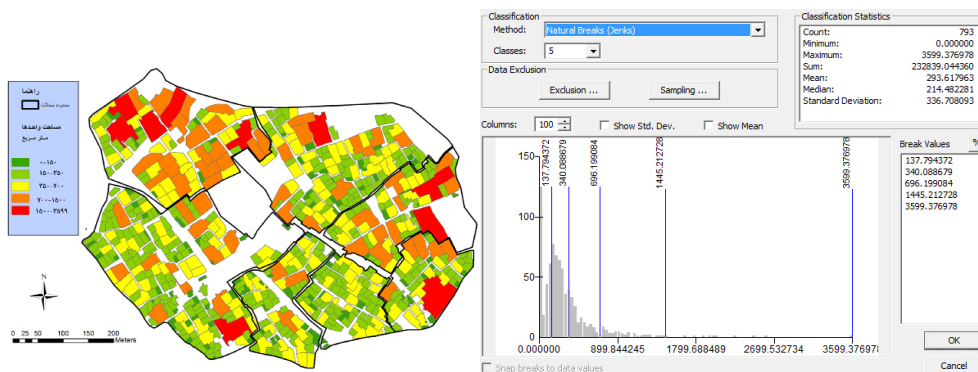 راهنما
محدوده محلات
مساحت واحدها
متر مربع
۰-۱۵۰
۱۵۰-۳۵۰
۳۵۰-۷۰۰
۷۰۰-۱۵۰۰
۱۵۰۰-۳۵۹۹
N
0 25 50 100 150 200
Meters
Classification
Method: Natural Breaks (Jenks)
Classes: 5
Data Exclusion
Exclusion ... Sampling ...
Classification Statistics
Count: 793
Minimum: 0.000000
Maximum: 3599.376978
Sum: 232839.044360
Mean: 293.617963
Median: 214.482281
Standard Deviation: 336.708093
Columns: 100 Show Std. Dev. Show Mean
Break Values %
137.794372
340.088679
696.199084
1445.212728
3599.376978
150
100
50
0
137.794372
340.088679
696.199084
1445.212728
3599.376978
0.000000 899.844245 1799.688489 2699.532734 3599.376978
Snap breaks to data values
OK
Cancel